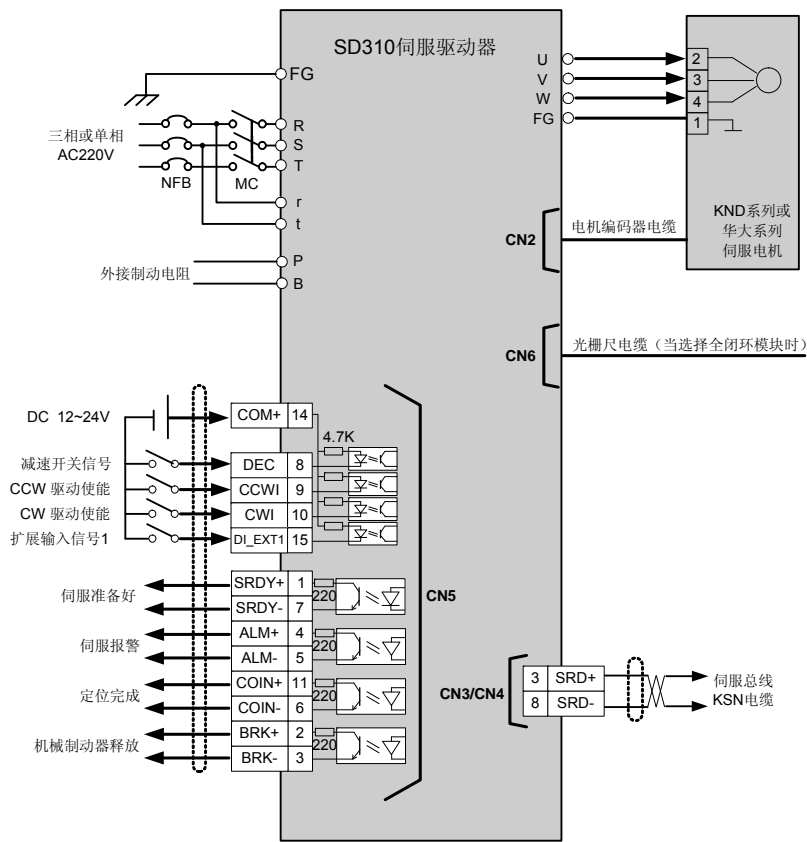 SD310伺服驱动器
FG
R
S
T
r
t
P
B
三相或单相
AC220V
NFB
MC
外接制动电阻
U
V
W
FG
2
3
4
1
KND系列或
华大系列
伺服电机
CN2
电机编码器电缆
CN6
光栅尺电缆（当选择全闭环模块时）
DC 12~24V
COM+ 14
4.7K
减速开关信号
DEC 8
CCW 驱动使能
CCWI 9
CW 驱动使能
CWI 10
扩展输入信号1
DI_EXT1 15
CN5
伺服准备好
SRDY+ 1
220
SRDY- 7
伺服报警
ALM+ 4
220
ALM- 5
定位完成
COIN+ 11
220
COIN- 6
机械制动器释放
BRK+ 2
220
BRK- 3
CN3/CN4
3 SRD+
8 SRD-
伺服总线
KSN电缆